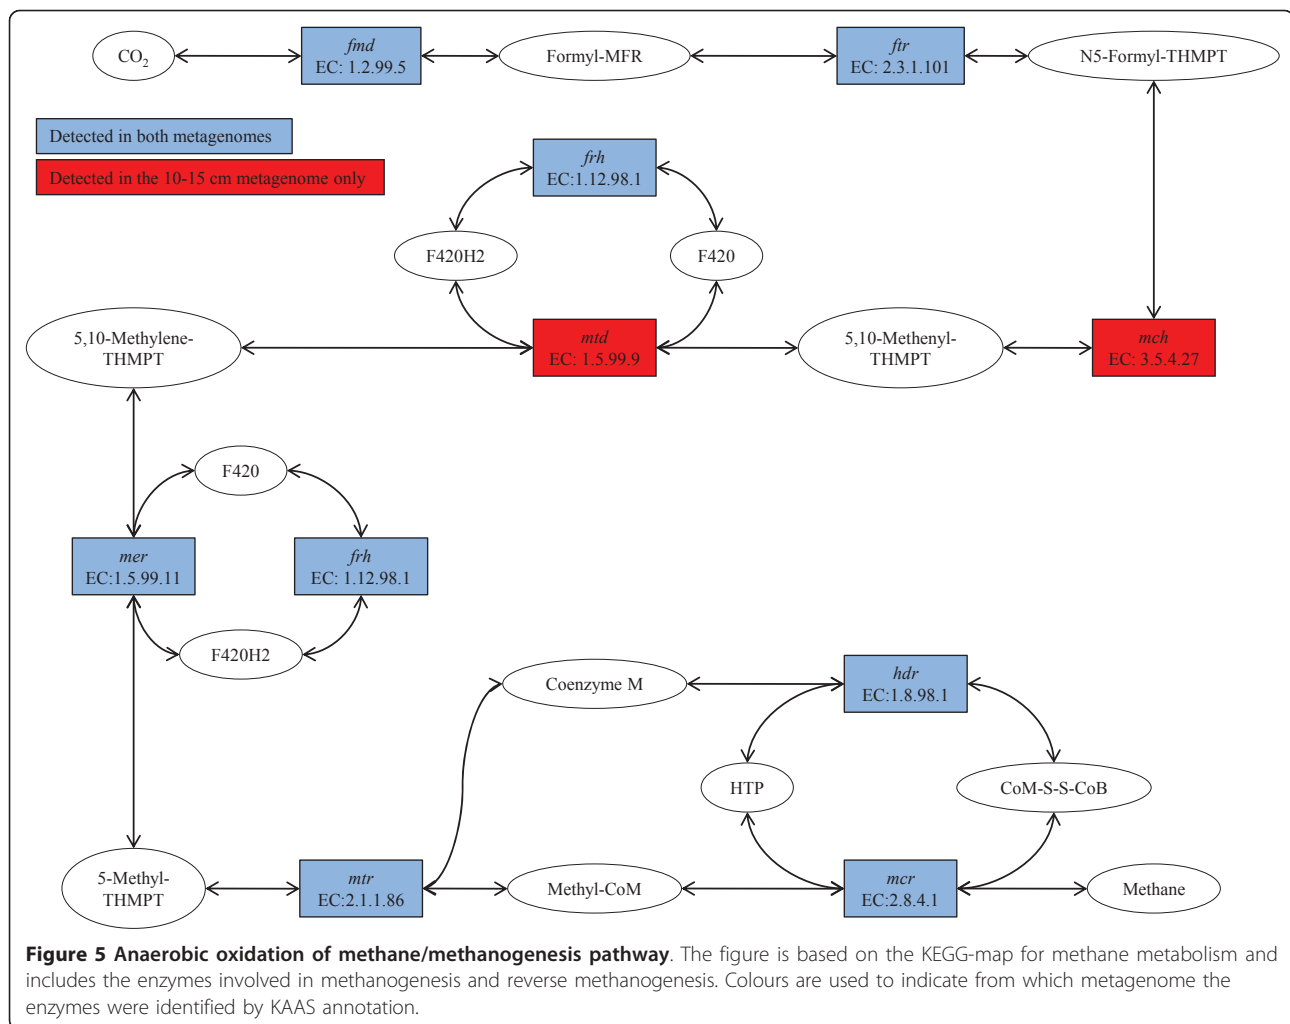 CO2
fmd
EC: 1.2.99.5
Formyl-MFR
ftr
EC: 2.3.1.101
N5-Formyl-THMPT
Detected in both metagenomes
Detected in the 10-15 cm metagenome only
frh
EC:1.12.98.1
F420H2
F420
5,10-Methylene-
THMPT
mtd
EC: 1.5.99.9
5,10-Methenyl-
THMPT
mch
EC: 3.5.4.27
F420
mer
EC:1.5.99.11
frh
EC: 1.12.98.1
F420H2
Coenzyme M
hdr
EC:1.8.98.1
HTP
CoM-S-S-CoB
5-Methyl-
THMPT
mtr
EC:2.1.1.86
Methyl-CoM
mcr
EC:2.8.4.1
Methane
Figure 5 Anaerobic oxidation of methane/methanogenesis pathway. The figure is based on the KEGG-map for methane metabolism and
includes the enzymes involved in methanogenesis and reverse methanogenesis. Colours are used to indicate from which metagenome the
enzymes were identified by KAAS annotation.